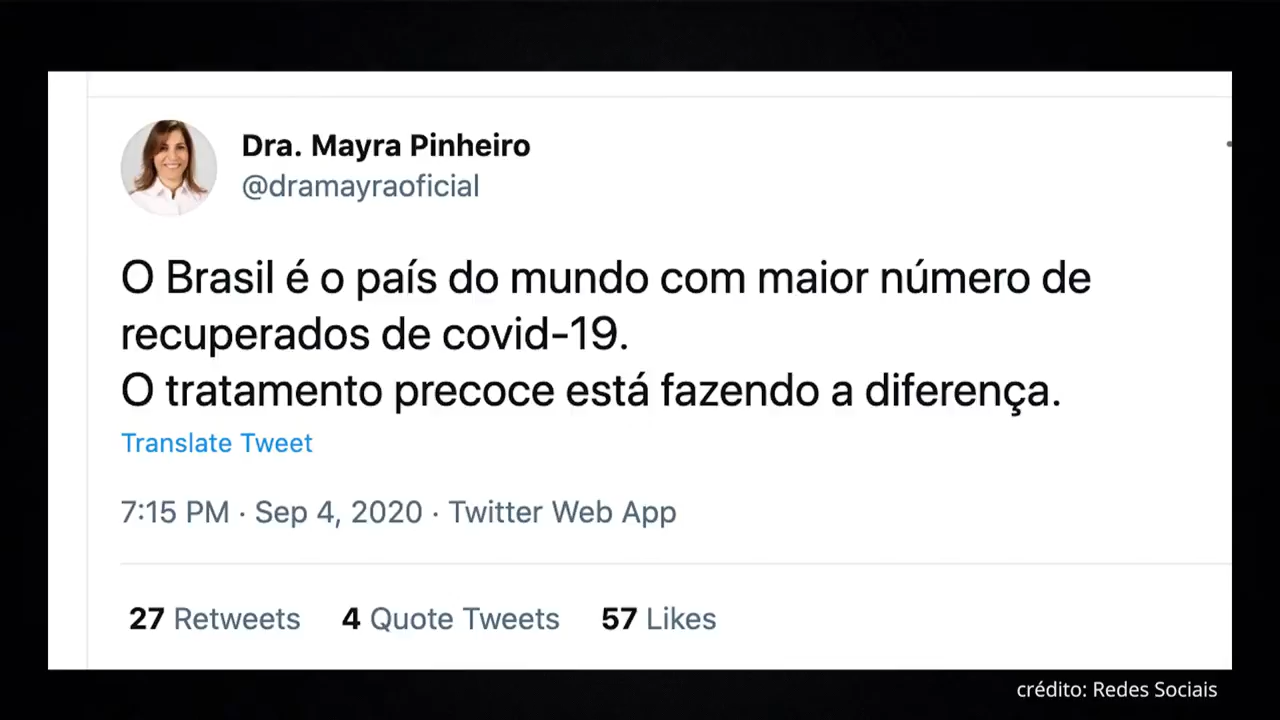 Dra. Mayra Pinheiro
@dramayraoficial
O Brasil é o país do mundo com maior número de
recuperados de covid-19.
O tratamento precoce está fazendo a diferença.
Translate Tweet
7:15 PM · Sep 4, 2020 · Twitter Web App
27 Retweets 4 Quote Tweets 57 Likes
crédito: Redes Sociais